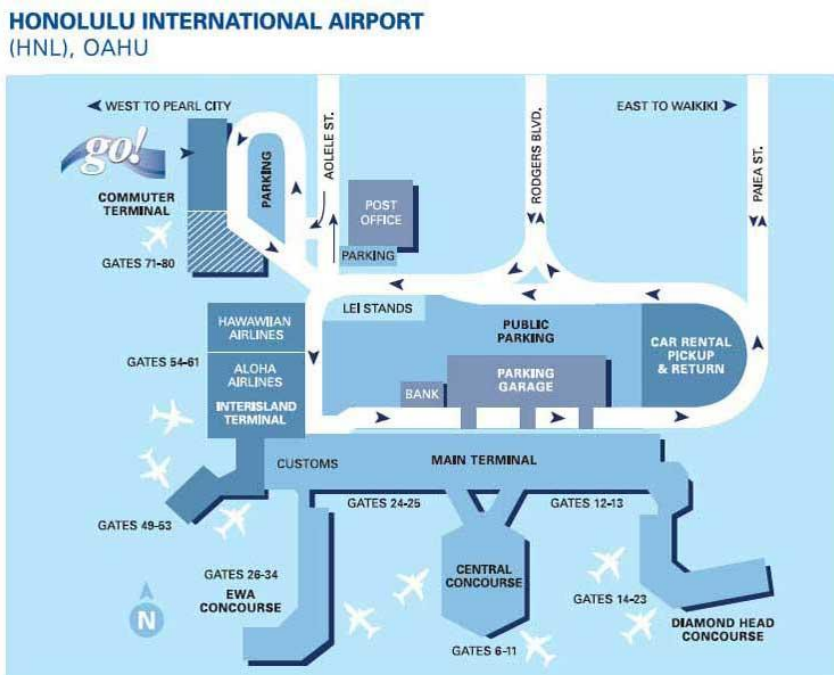 HONOLULU INTERNATIONAL AIRPORT
(HNL), OAHU
WEST TO PEARL CITY
EAST TO WAIKIKI
go!
COMMUTER
TERMINAL
GATES 71-80
PARKING
AOLELE ST.
POST
OFFICE
PARKING
RODGERS BLVD.
PAIEA ST.
LEI STANDS
HAWAWIIAN
AIRLINES
GATES 54-61
ALOHA
AIRLINES
INTERISLAND
TERMINAL
PUBLIC
PARKING
PARKING
GARAGE
BANK
CAR RENTAL
PICKUP
& RETURN
CUSTOMS
MAIN TERMINAL
GATES 49-53
GATES 24-25
GATES 12-13
GATES 26-34
EWA
CONCOURSE
CENTRAL
CONCOURSE
GATES 6-11
GATES 14-23
DIAMOND HEAD
CONCOURSE
N